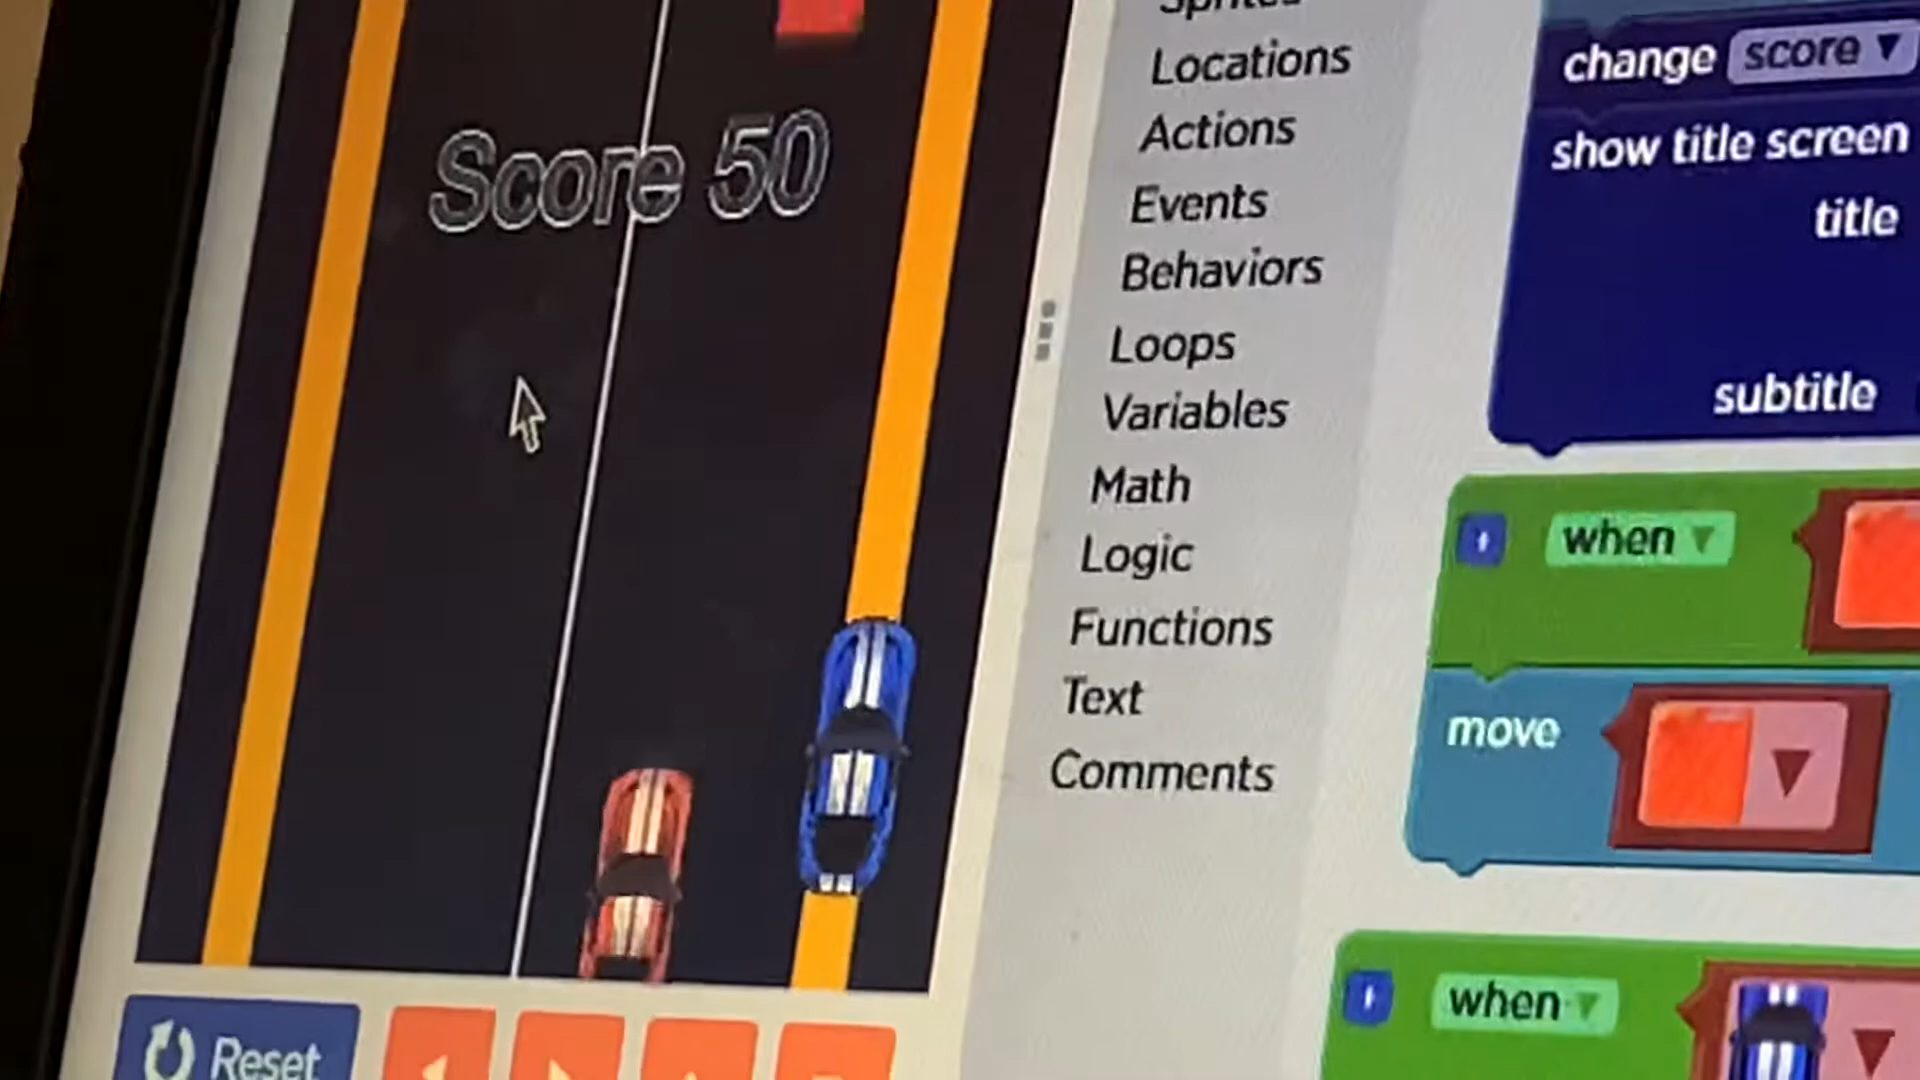 Score 50
Reset
Sprites
Locations
Actions
Events
Behaviors
Loops
Variables
Math
Logic
Functions
Text
Comments
change score
show title screen
title
subtitle
when
move
when